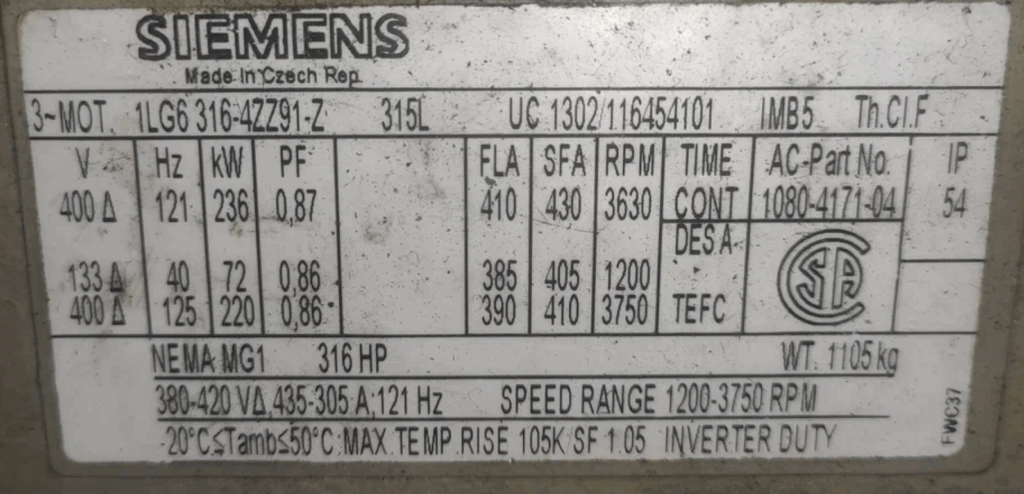 SIEMENS
Made In Czech Rep.
3~MOT. 1LG6 316-4ZZ91-Z 315L UC 1302/116454101 IMB5 Th.Cl.F
V Hz kW PF FLA SFA RPM TIME AC-Part No. IP
400 Δ 121 236 0,87 410 430 3630 CONT 1080-4171-04 54
DES A
133 Δ 40 72 0,86 385 405 1200
400 Δ 125 220 0,86 390 410 3750 TEFC
CSA
NEMA MG1 316 HP WT. 1105 kg
380-420 VΔ,435-305 A;121 Hz SPEED RANGE 1200-3750 RPM
-20°C≤Tamb≤50°C MAX. TEMP.RISE 105K SF 1.05 INVERTER DUTY
FWC37